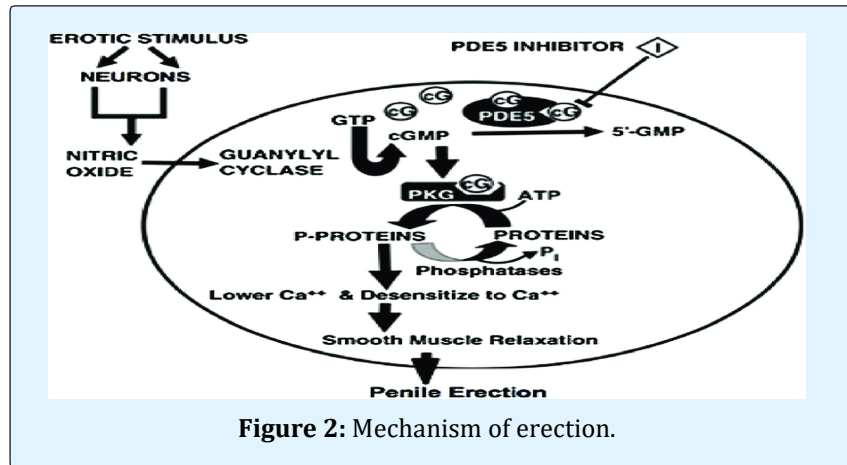 EROTIC STIMULUS
PDE5 INHIBITOR I
NEURONS
cG
cG
cG
PDE5
cG
GTP
cGMP
5'-GMP
NITRIC
OXIDE
GUANYLYL
CYCLASE
PKG
cG
ATP
P-PROTEINS
PROTEINS
Pi
Phosphatases
Lower Ca++ & Desensitize to Ca++
Smooth Muscle Relaxation
Penile Erection
Figure 2: Mechanism of erection.